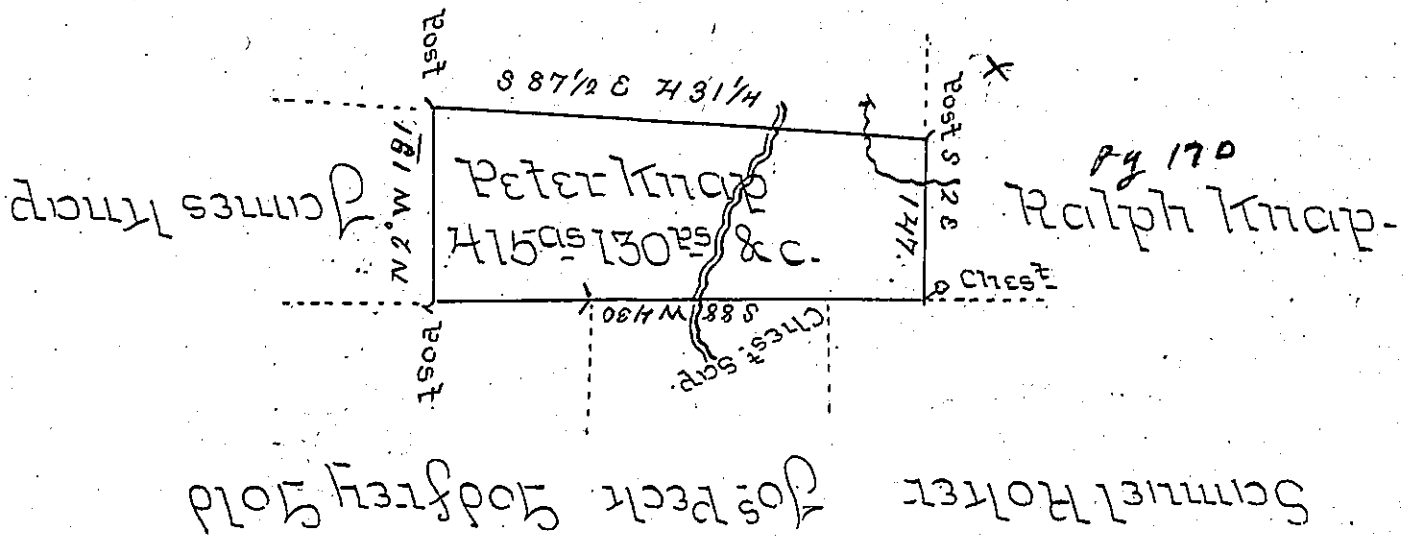 Post
S 87½ E 431¼
Post
X
N 2° W 181
Peter Knap
415as 130ps & c.
S 2 E
147.
pg 170
Ralph Knap-
James Knap
Chest
S 88 W 430
Chest. Sap.
Post
Samuel Holter Jos Peck Godfrey Gold